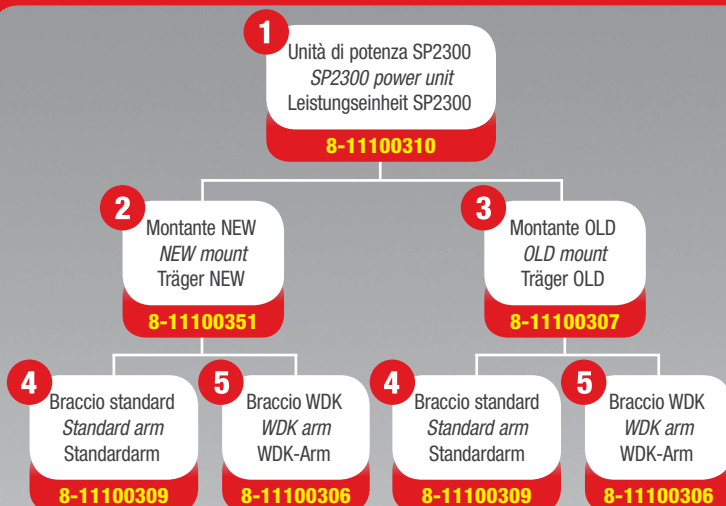 1
Unità di potenza SP2300
SP2300 power unit
Leistungseinheit SP2300
8-11100310
2
Montante NEW
NEW mount
Träger NEW
8-11100351
3
Montante OLD
OLD mount
Träger OLD
8-11100307
4
Braccio standard
Standard arm
Standardarm
8-11100309
5
Braccio WDK
WDK arm
WDK-Arm
8-11100306
4
Braccio standard
Standard arm
Standardarm
8-11100309
5
Braccio WDK
WDK arm
WDK-Arm
8-11100306